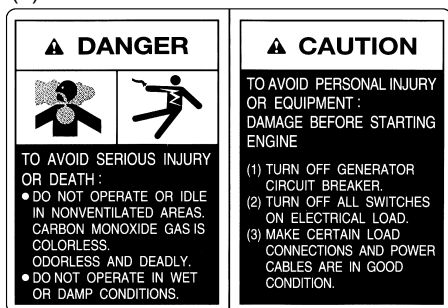 DANGER
TO AVOID SERIOUS INJURY
OR DEATH :
● DO NOT OPERATE OR IDLE
IN NONVENTILATED AREAS.
CARBON MONOXIDE GAS IS
COLORLESS.
ODORLESS AND DEADLY.
● DO NOT OPERATE IN WET
OR DAMP CONDITIONS.
CAUTION
TO AVOID PERSONAL INJURY
OR EQUIPMENT :
DAMAGE BEFORE STARTING
ENGINE
(1) TURN OFF GENERATOR
CIRCUIT BREAKER.
(2) TURN OFF ALL SWITCHES
ON ELECTRICAL LOAD.
(3) MAKE CERTAIN LOAD
CONNECTIONS AND POWER
CABLES ARE IN GOOD
CONDITION.